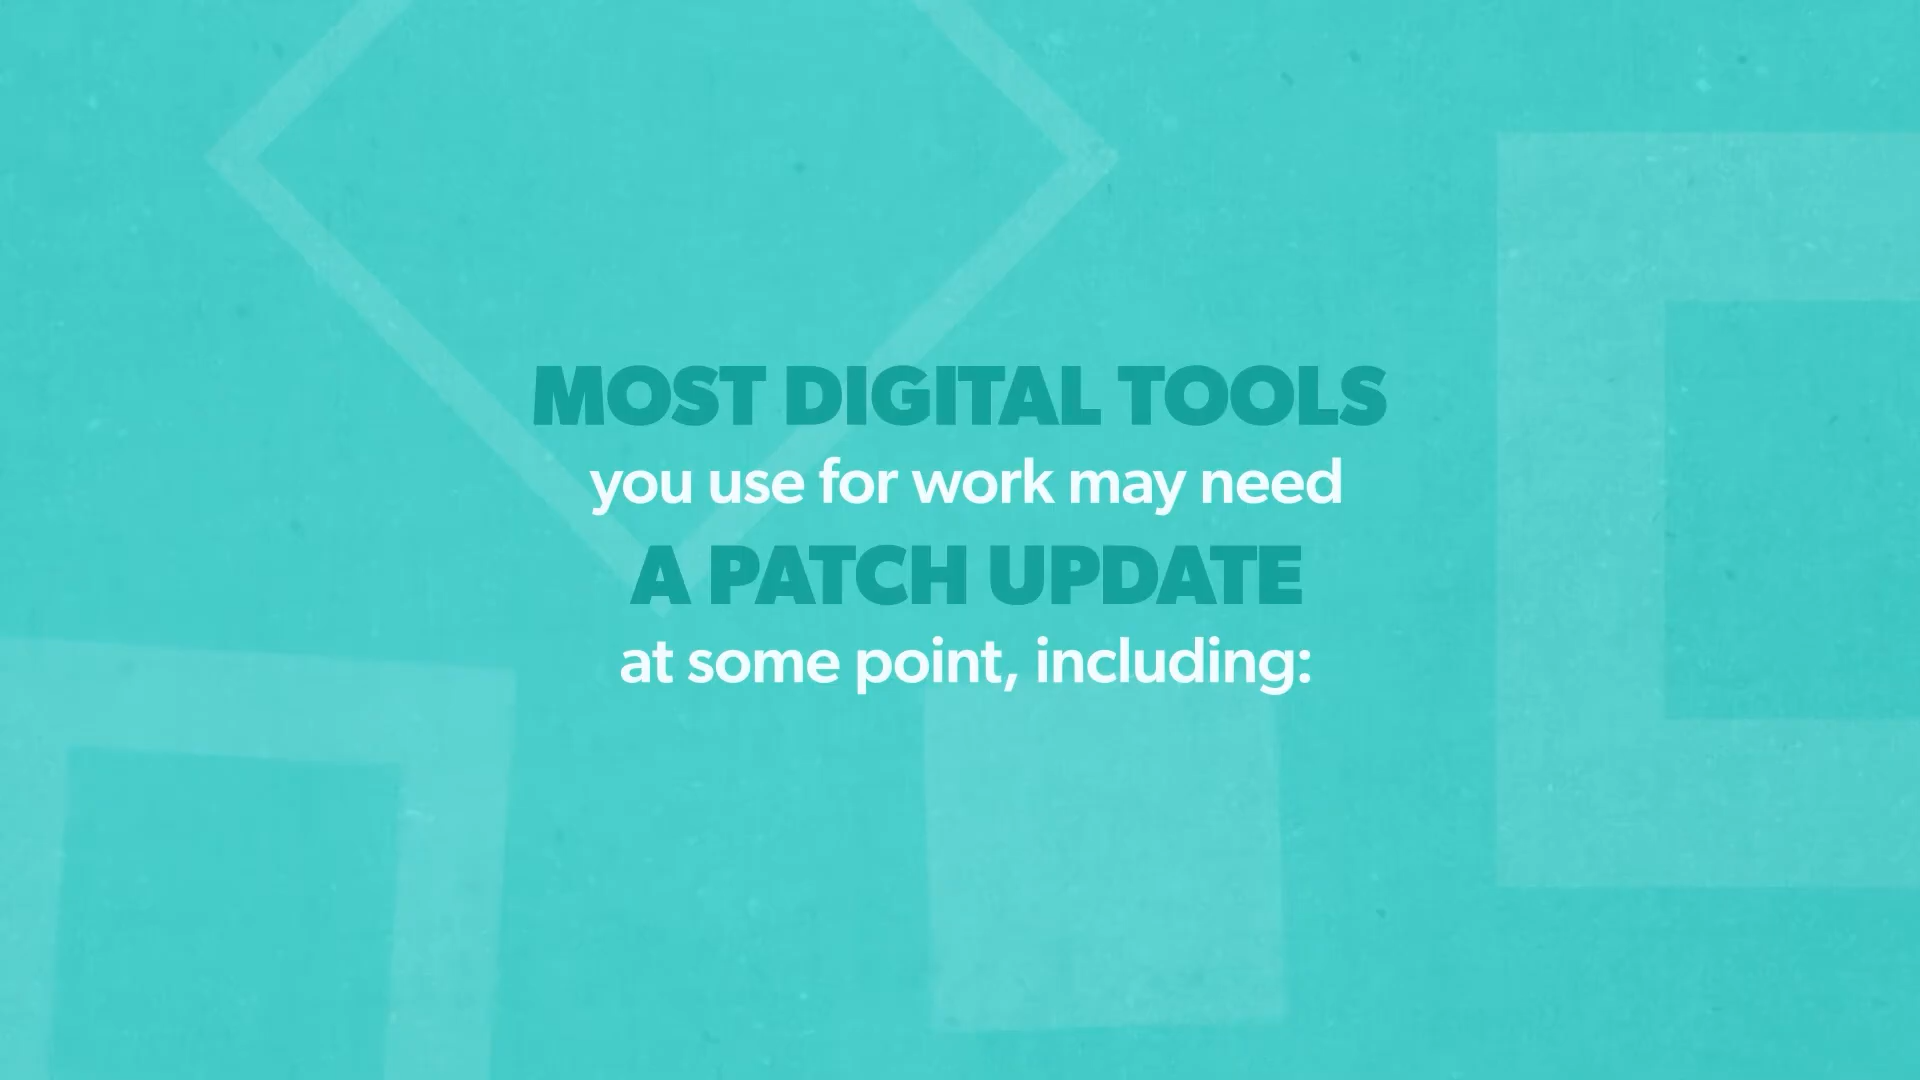 MOST DIGITAL TOOLS
you use for work may need
A PATCH UPDATE
at some point, including: